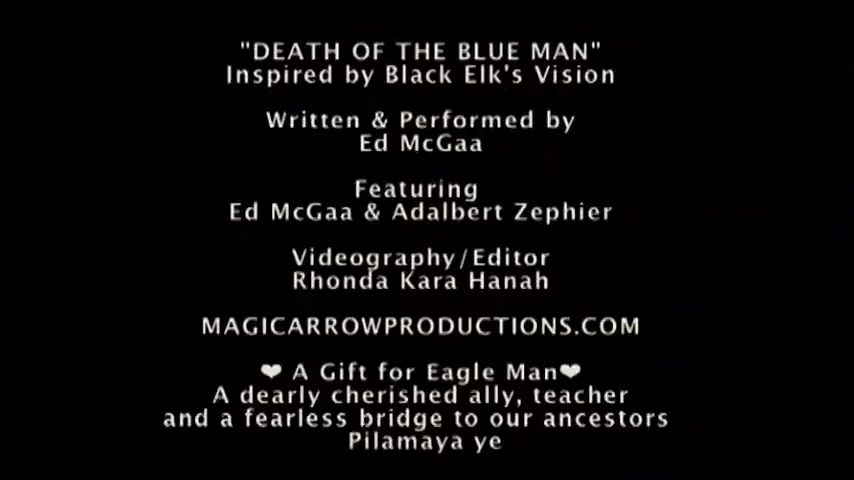 "DEATH OF THE BLUE MAN"
Inspired by Black Elk's Vision
Written & Performed by
Ed McGaa
Featuring
Ed McGaa & Adalbert Zephier
Videography/Editor
Rhonda Kara Hanah
MAGICARROWPRODUCTIONS.COM
❤ A Gift for Eagle Man❤
A dearly cherished ally, teacher
and a fearless bridge to our ancestors
Pilamaya ye